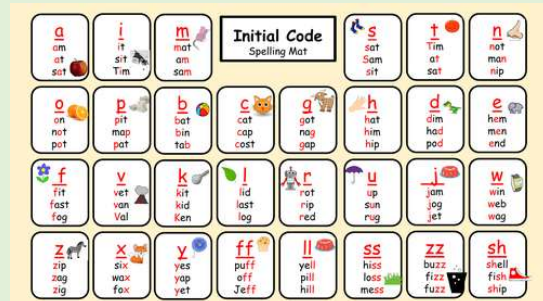 Initial Code
Spelling Mat
a
am
at
sat
i
it
sit
Tim
m
mat
am
sam
s
sat
Sam
sit
t
Tim
at
sat
n
not
man
nip
o
on
not
pot
p
pit
map
pat
b
bat
bin
tab
c
cat
cap
cost
g
got
nag
gap
h
hat
him
hip
d
dim
had
pod
e
hem
men
end
f
fit
fast
fog
v
vet
van
Val
k
kit
kid
Ken
l
lid
last
log
r
rot
rip
red
u
up
sun
rug
j
jam
jog
jet
w
win
web
wag
z
zip
zag
zig
x
six
wax
fox
y
yes
yap
yet
ff
puff
off
Jeff
ll
yell
pill
hill
ss
hiss
loss
mess
zz
buzz
fizz
fuzz
sh
shell
fish
ship